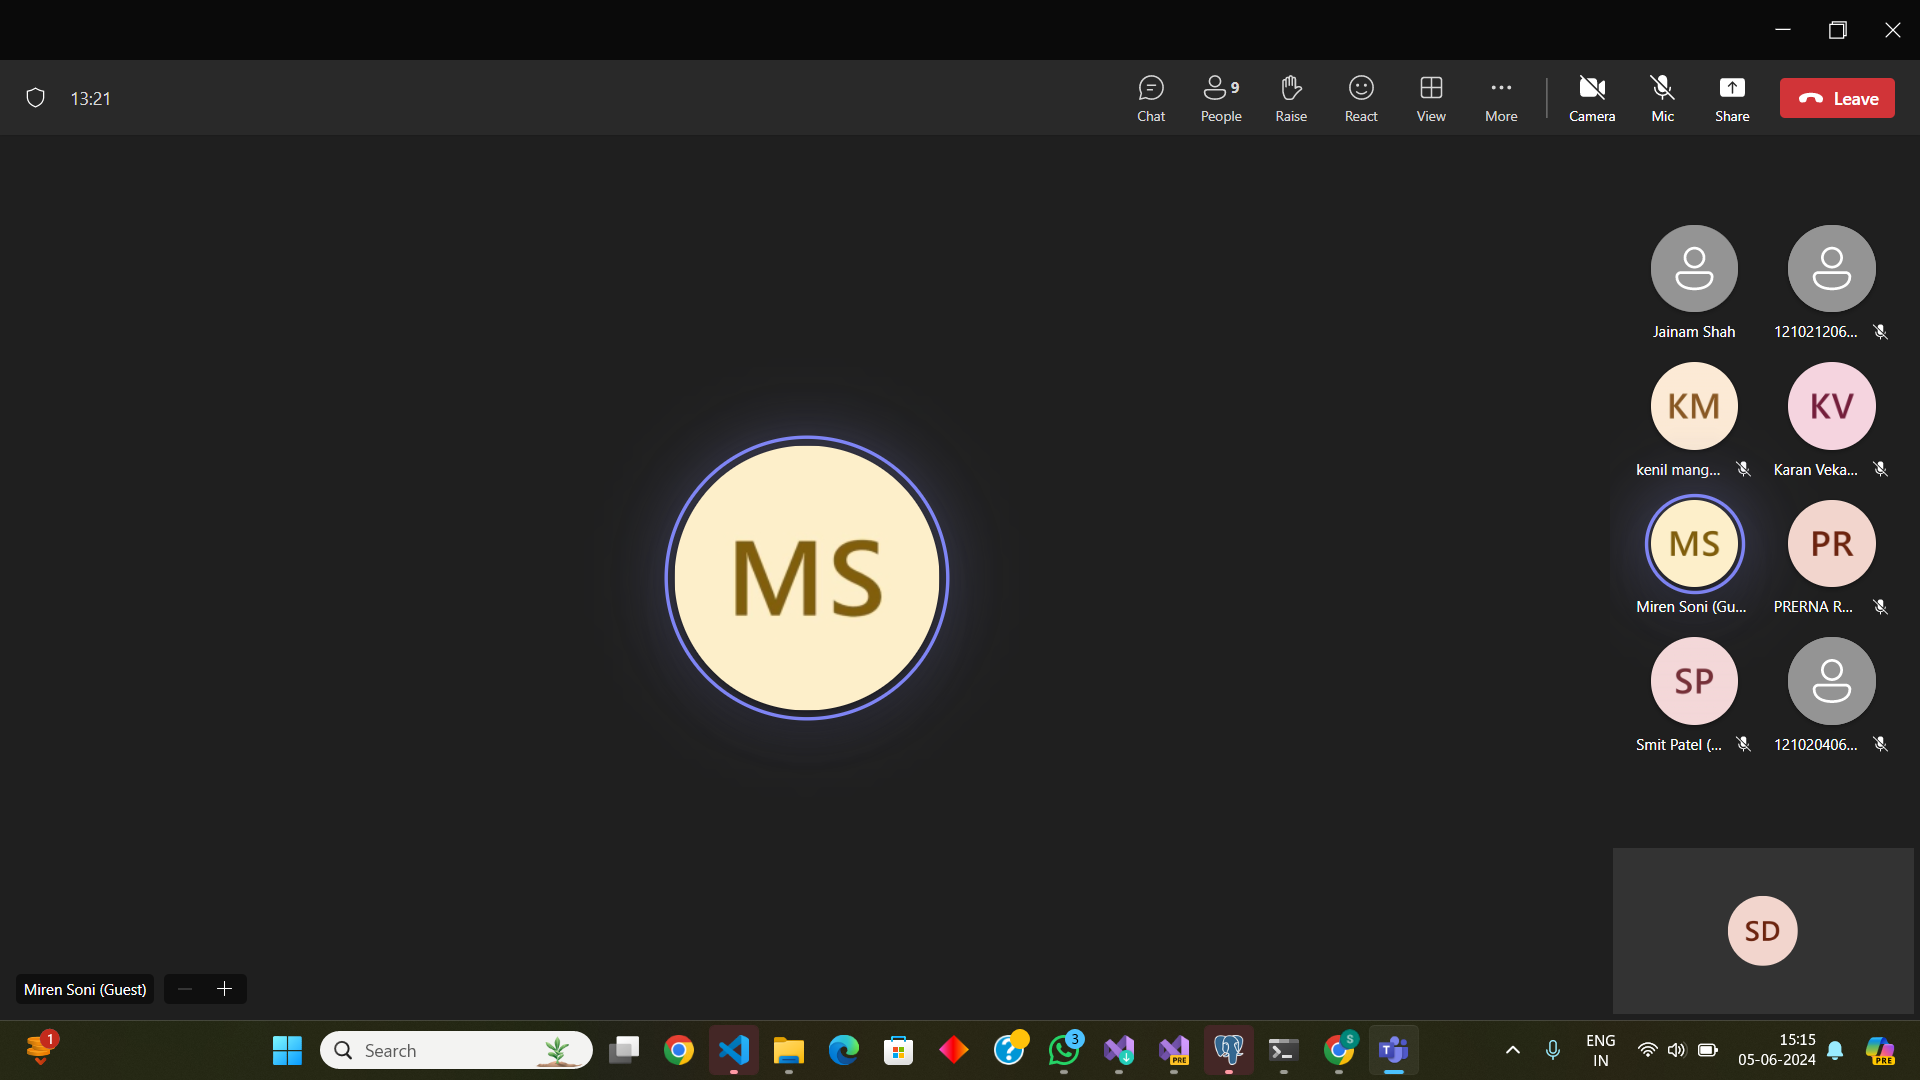 13:21
Chat
9
People
Raise
React
View
More
Camera
Mic
Share
Leave
Jainam Shah
121021206...
KM
KV
kenil mang...
Karan Veka...
MS
MS
PR
Miren Soni (Gu...
PRERNA R...
SP
Smit Patel (...
121020406...
SD
Miren Soni (Guest)
1
Search
3
PRE
S
T
ENG
IN
15:15
05-06-2024
PRE